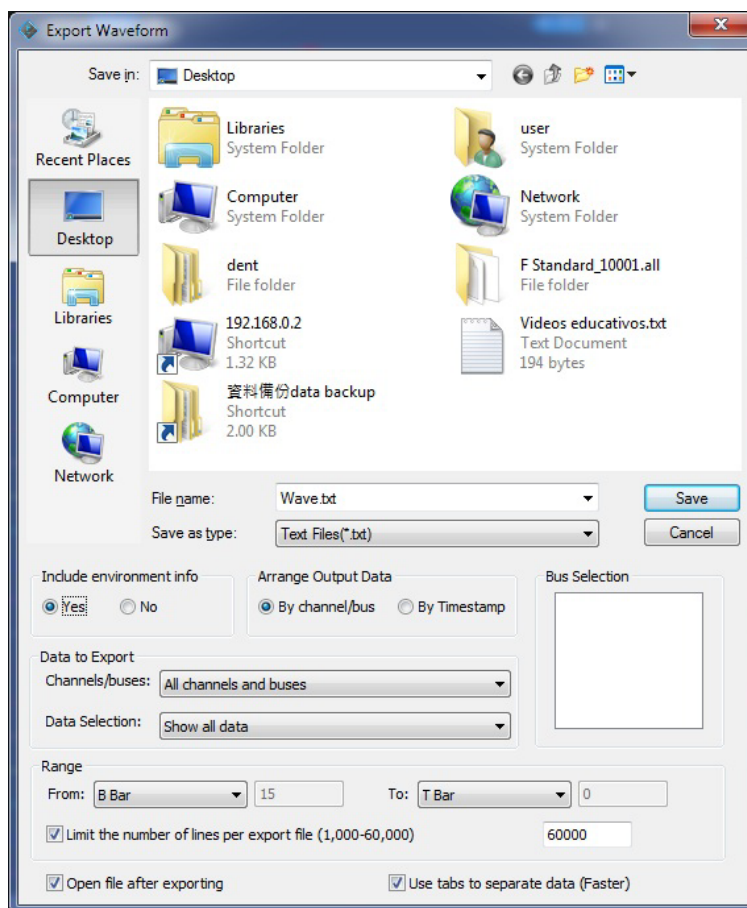 Export Waveform
Save in:
Desktop
Recent Places
Desktop
Libraries
Computer
Network
Libraries
System Folder
user
System Folder
Computer
System Folder
Network
System Folder
dent
File folder
F Standard_10001.all
File folder
192.168.0.2
Shortcut
1.32 KB
Videos educativos.txt
Text Document
194 bytes
資料備份data backup
Shortcut
2.00 KB
File name:
Wave.txt
Save
Save as type:
Text Files(*.txt)
Cancel
Include environment info
Yes
No
Arrange Output Data
By channel/bus
By Timestamp
Bus Selection
Data to Export
Channels/buses:
All channels and buses
Data Selection:
Show all data
Range
From:
B Bar
15
To:
T Bar
0
Limit the number of lines per export file (1,000-60,000)
60000
Open file after exporting
Use tabs to separate data (Faster)